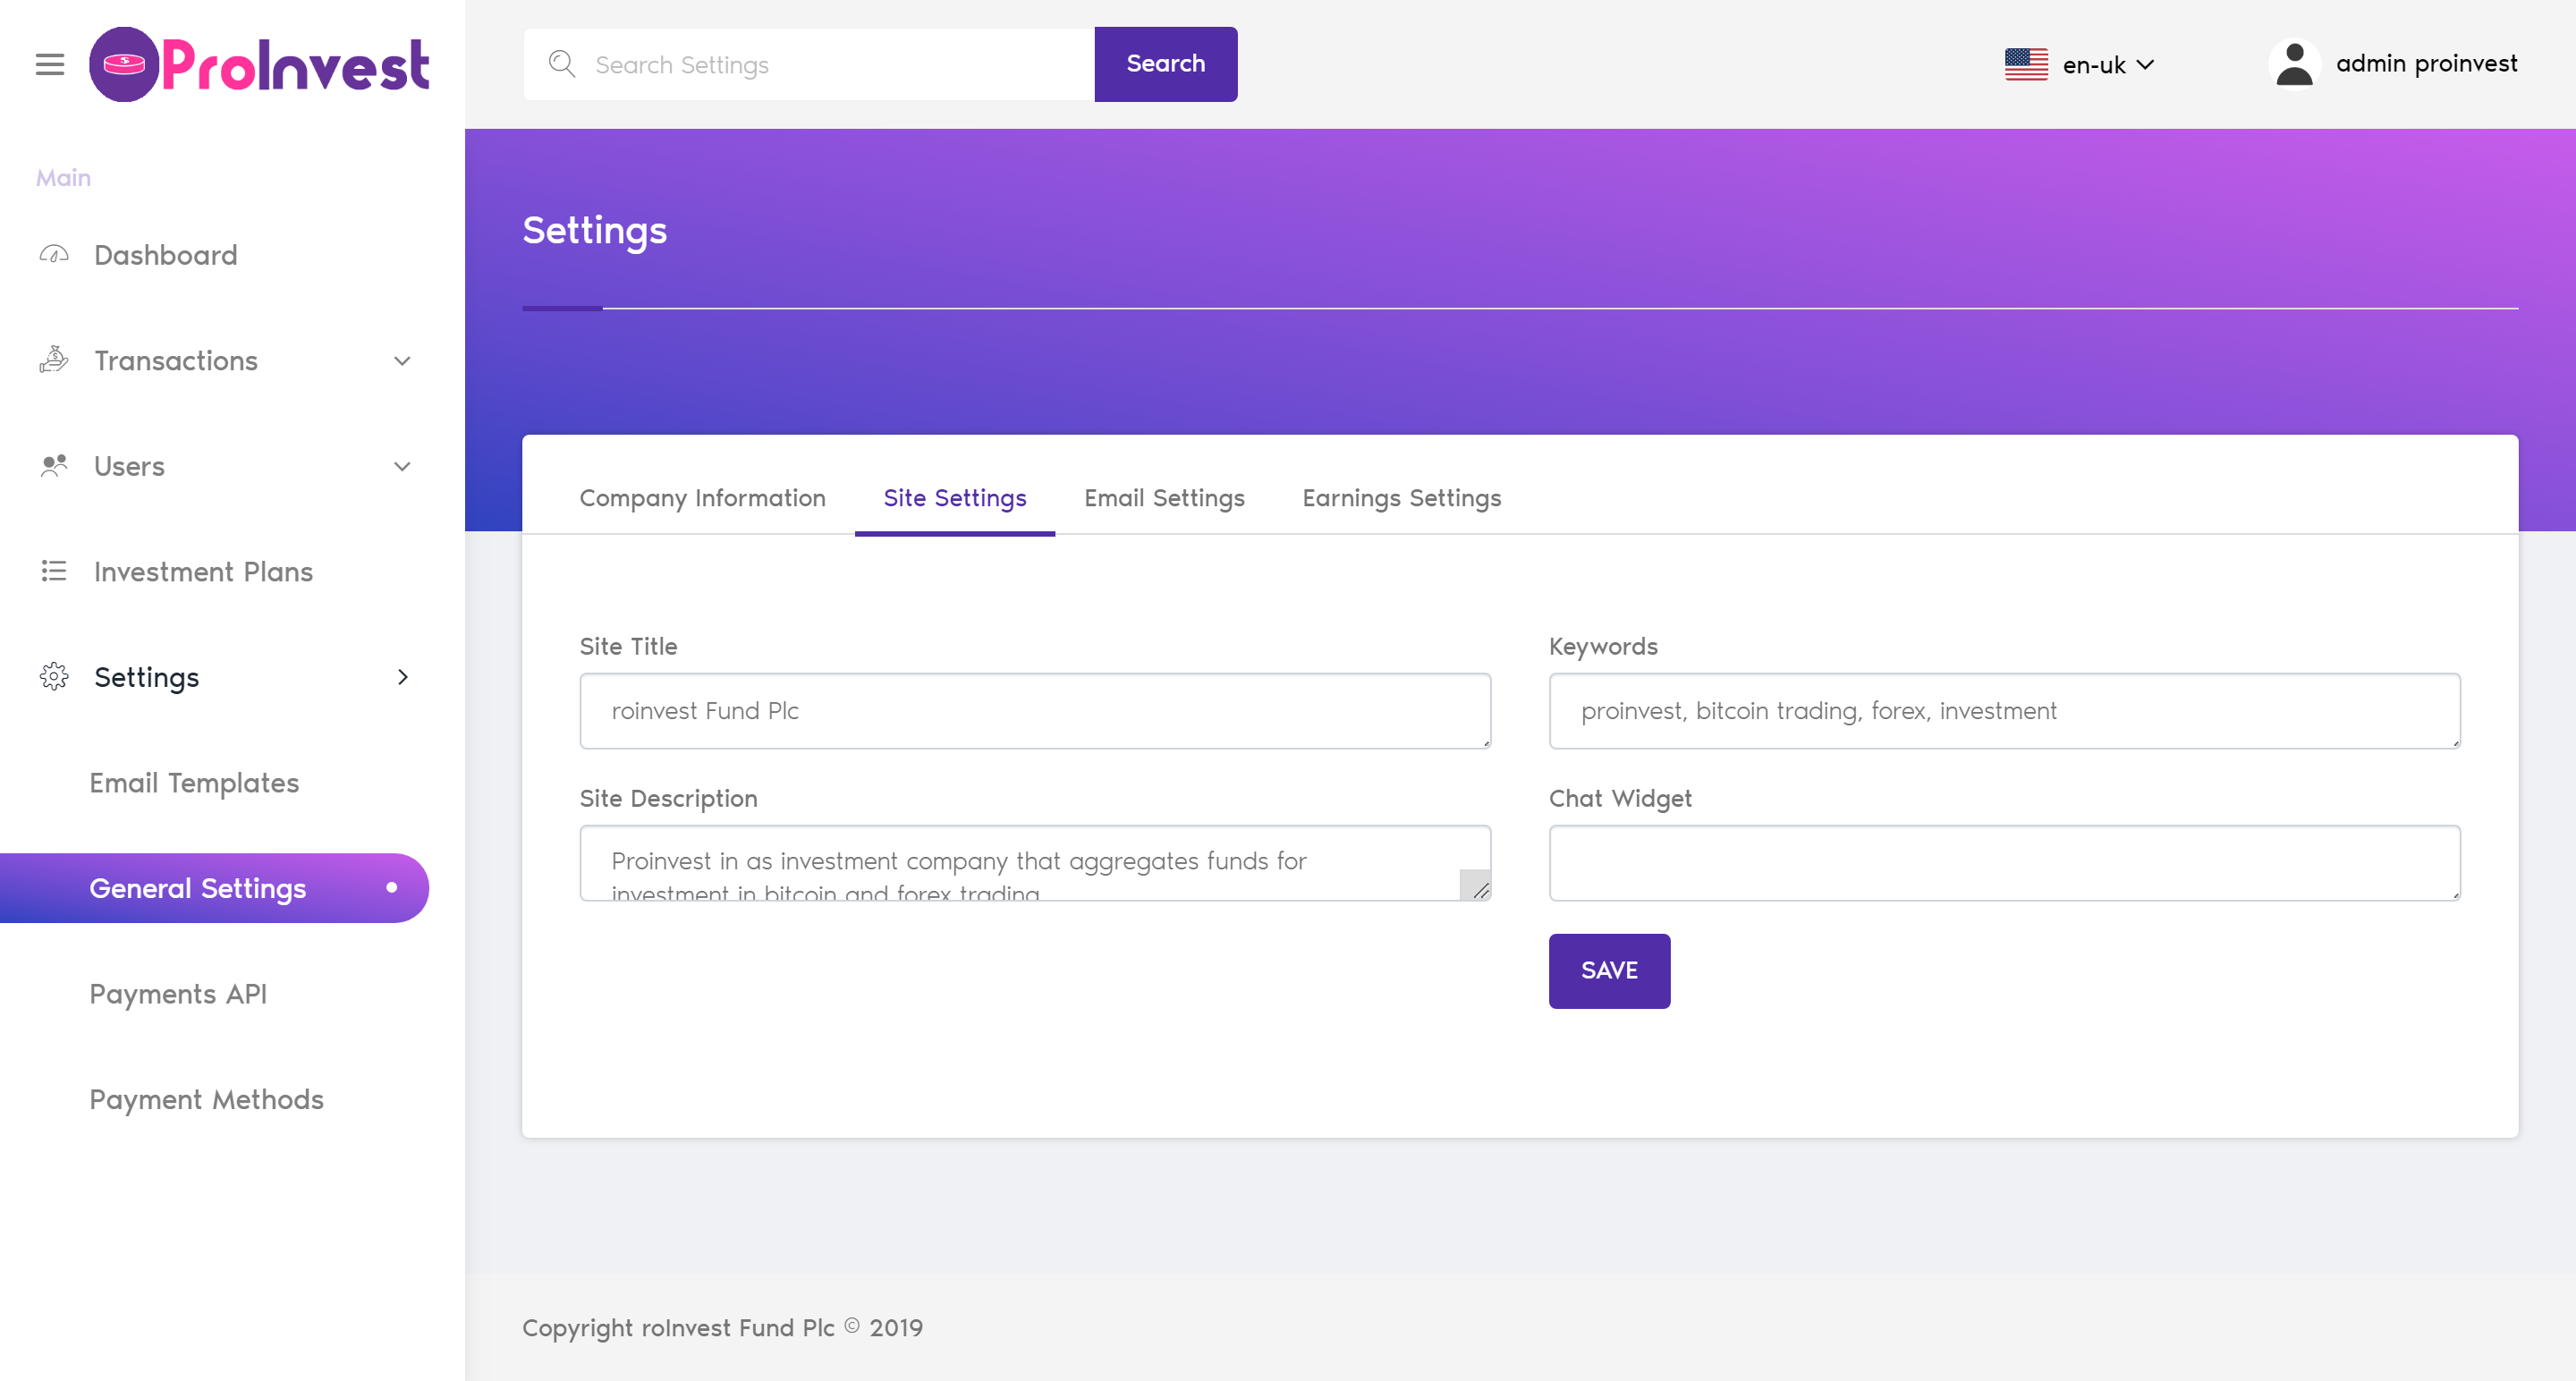 ProInvest
Search Settings
Search
en-uk
admin proinvest
Main
Dashboard
Transactions
Users
Investment Plans
Settings
Email Templates
General Settings
Payments API
Payment Methods
Settings
Company Information
Site Settings
Email Settings
Earnings Settings
Site Title
roinvest Fund Plc
Keywords
proinvest, bitcoin trading, forex, investment
Site Description
Proinvest in as investment company that aggregates funds for
investment in bitcoin and forex trading
Chat Widget
SAVE
Copyright roInvest Fund Plc © 2019